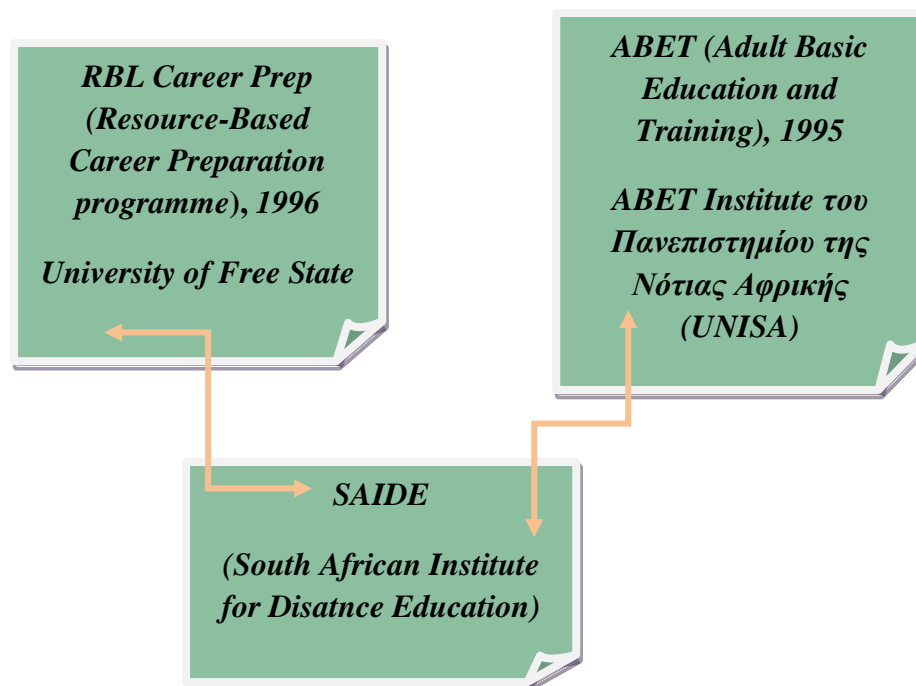 RBL Career Prep
(Resource-Based
Career Preparation
programme), 1996
University of Free State
ABET (Adult Basic
Education and
Training), 1995
ABET Institute του
Πανεπιστημίου της
Νότιας Αφρικής
(UNISA)
SAIDE
(South African Institute
for Disatnce Education)